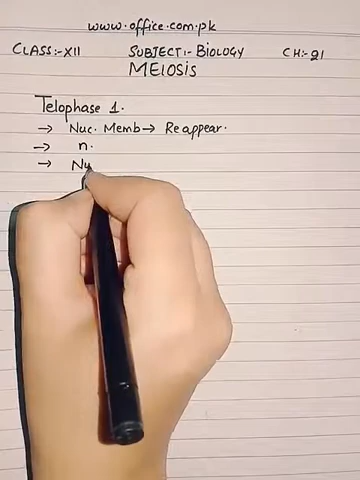 www.office.com.pk
CLASS:-XII SUBJECT:- BIOLOGY CH:-21
MEIOSIS
Telophase 1.
→ Nuc. Memb → Reappear.
→ n.
→ Nu